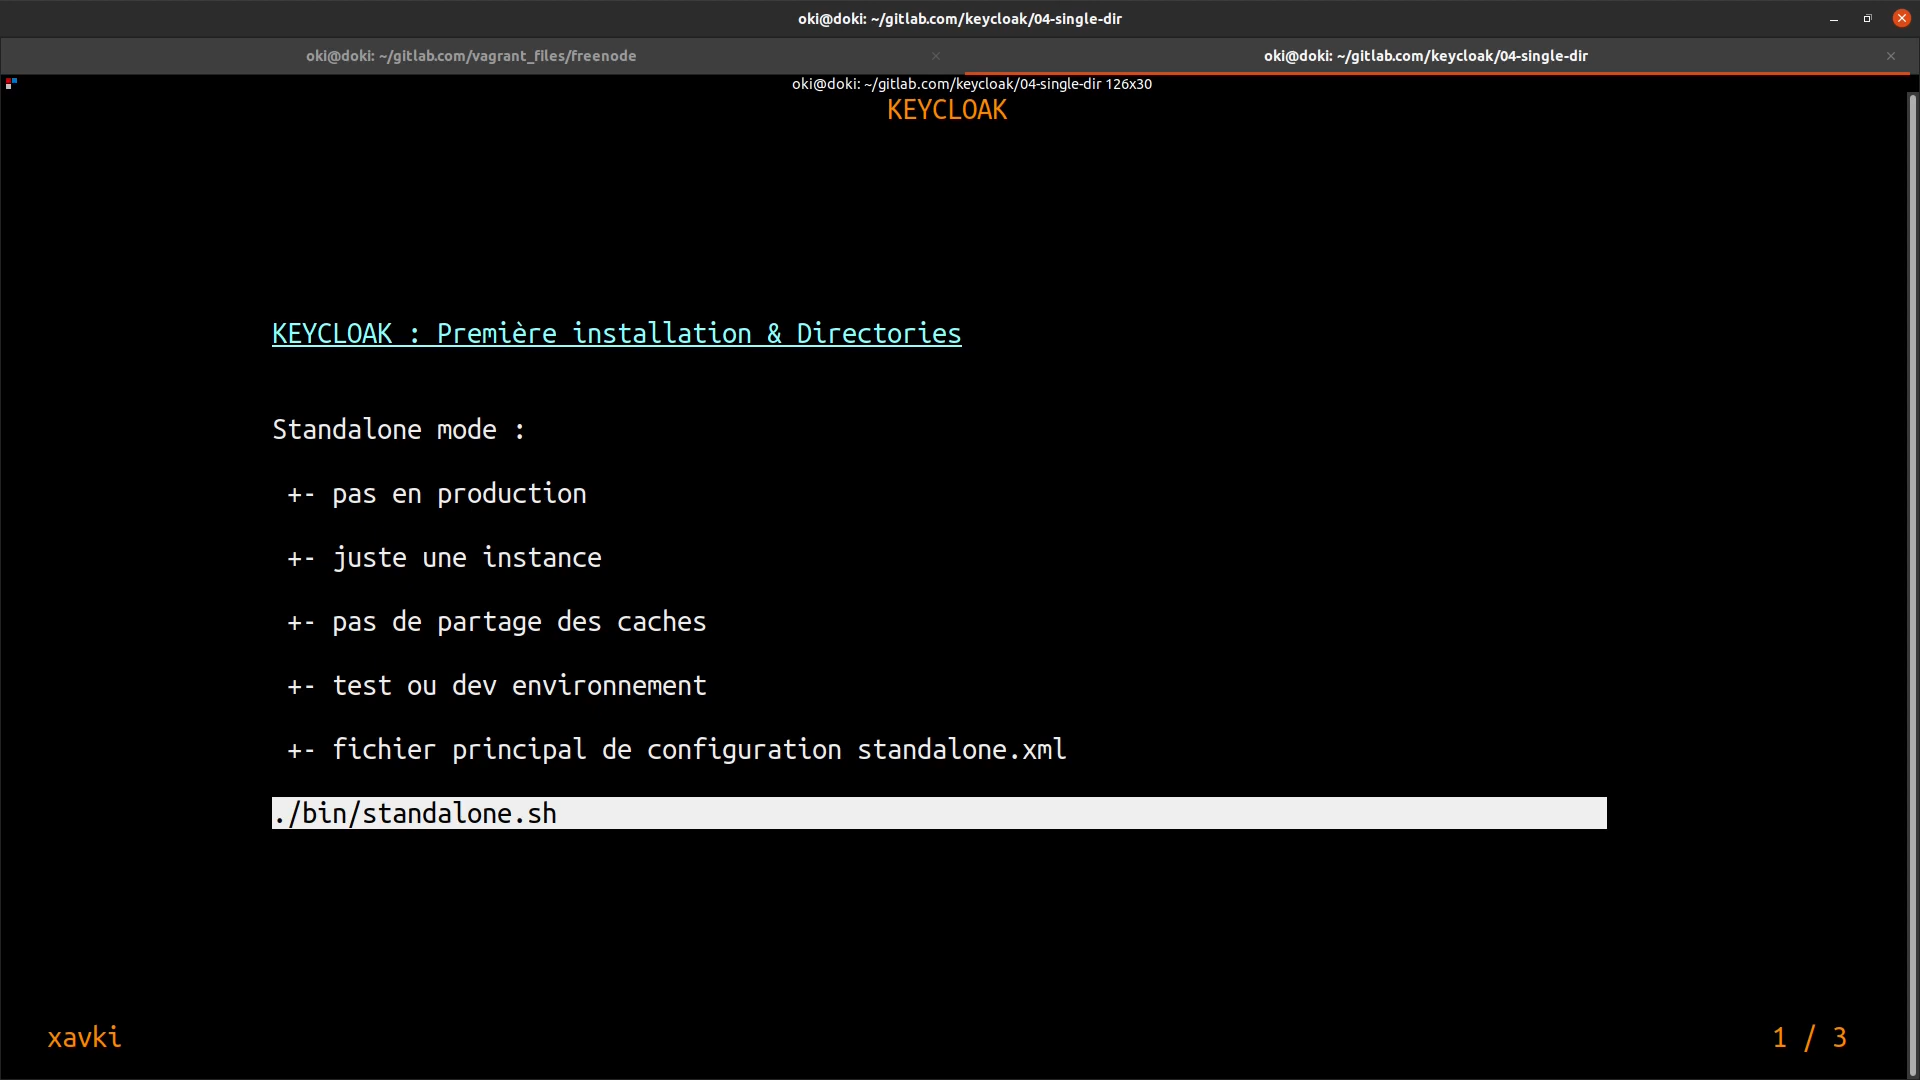 oki@doki: ~/gitlab.com/keycloak/04-single-dir
oki@doki: ~/gitlab.com/vagrant_files/freenode
oki@doki: ~/gitlab.com/keycloak/04-single-dir
oki@doki: ~/gitlab.com/keycloak/04-single-dir 126x30
KEYCLOAK
KEYCLOAK : Première installation & Directories
Standalone mode :
+- pas en production
+- juste une instance
+- pas de partage des caches
+- test ou dev environnement
+- fichier principal de configuration standalone.xml
./bin/standalone.sh
xavki
1 / 3